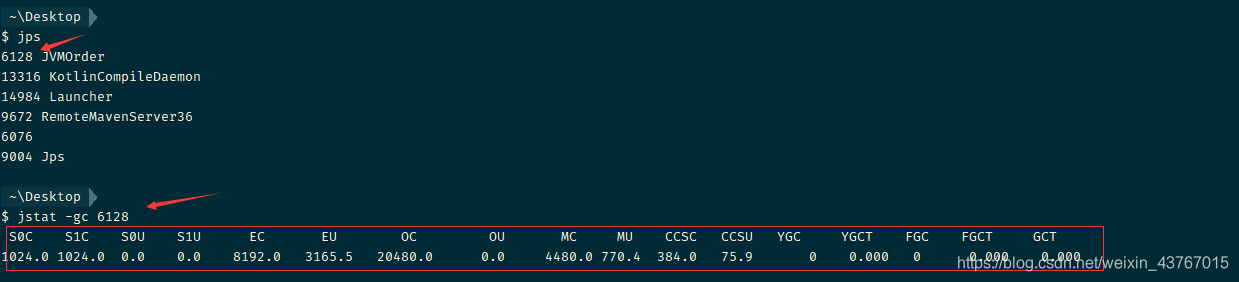 ~\Desktop
$ jps
6128 JVMOrder
13316 KotlinCompileDaemon
14984 Launcher
9672 RemoteMavenServer36
6076
9004 Jps
~\Desktop
$ jstat -gc 6128
S0C S1C S0U S1U EC EU OC OU MC MU CCSC CCSU YGC YGCT FGC FGCT GCT
1024.0 1024.0 0.0 0.0 8192.0 3165.5 20480.0 0.0 4480.0 770.4 384.0 75.9 0 0.000 0 0.000 0.000
https://blog.csdn.net/weixin_43767015